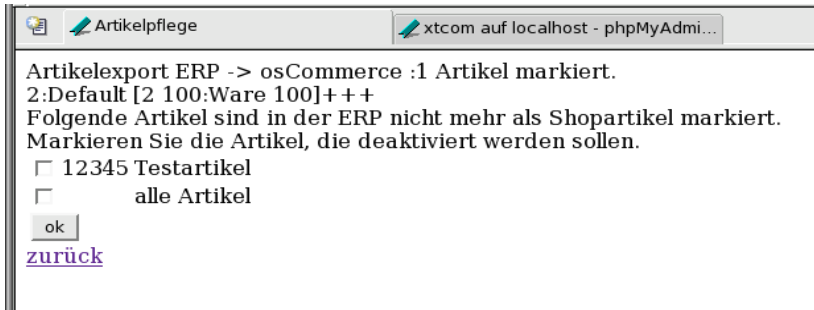 Artikelpflege
xtcom auf localhost - phpMyAdmi...
Artikelexport ERP -> osCommerce :1 Artikel markiert.
2:Default [2 100:Ware 100]+++
Folgende Artikel sind in der ERP nicht mehr als Shopartikel markiert.
Markieren Sie die Artikel, die deaktiviert werden sollen.
12345 Testartikel
alle Artikel
ok
zurück